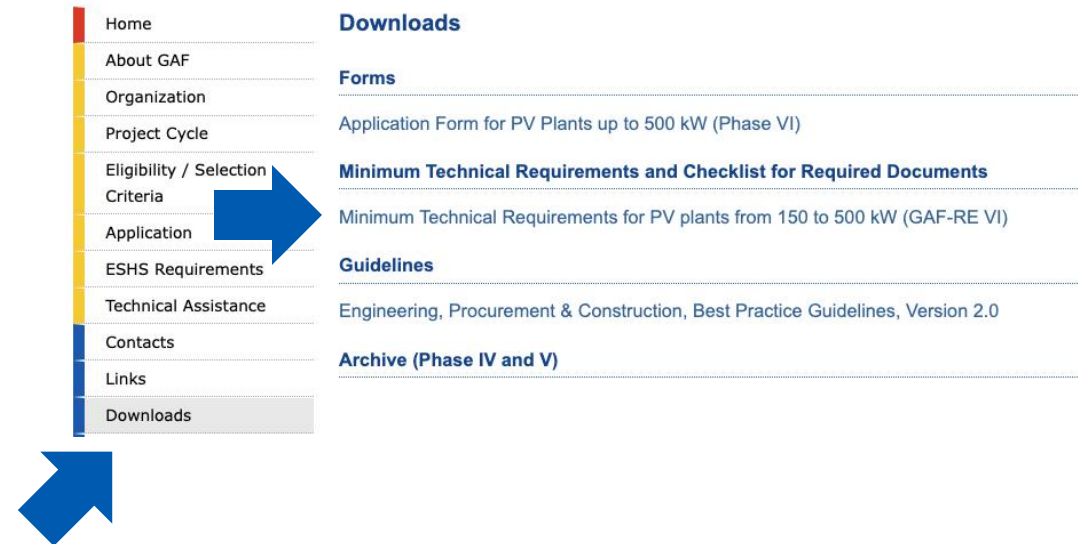 Home
About GAF
Organization
Project Cycle
Eligibility / Selection
Criteria
Application
ESHS Requirements
Technical Assistance
Contacts
Links
Downloads
Downloads
Forms
Application Form for PV Plants up to 500 kW (Phase VI)
Minimum Technical Requirements and Checklist for Required Documents
Minimum Technical Requirements for PV plants from 150 to 500 kW (GAF-RE VI)
Guidelines
Engineering, Procurement & Construction, Best Practice Guidelines, Version 2.0
Archive (Phase IV and V)